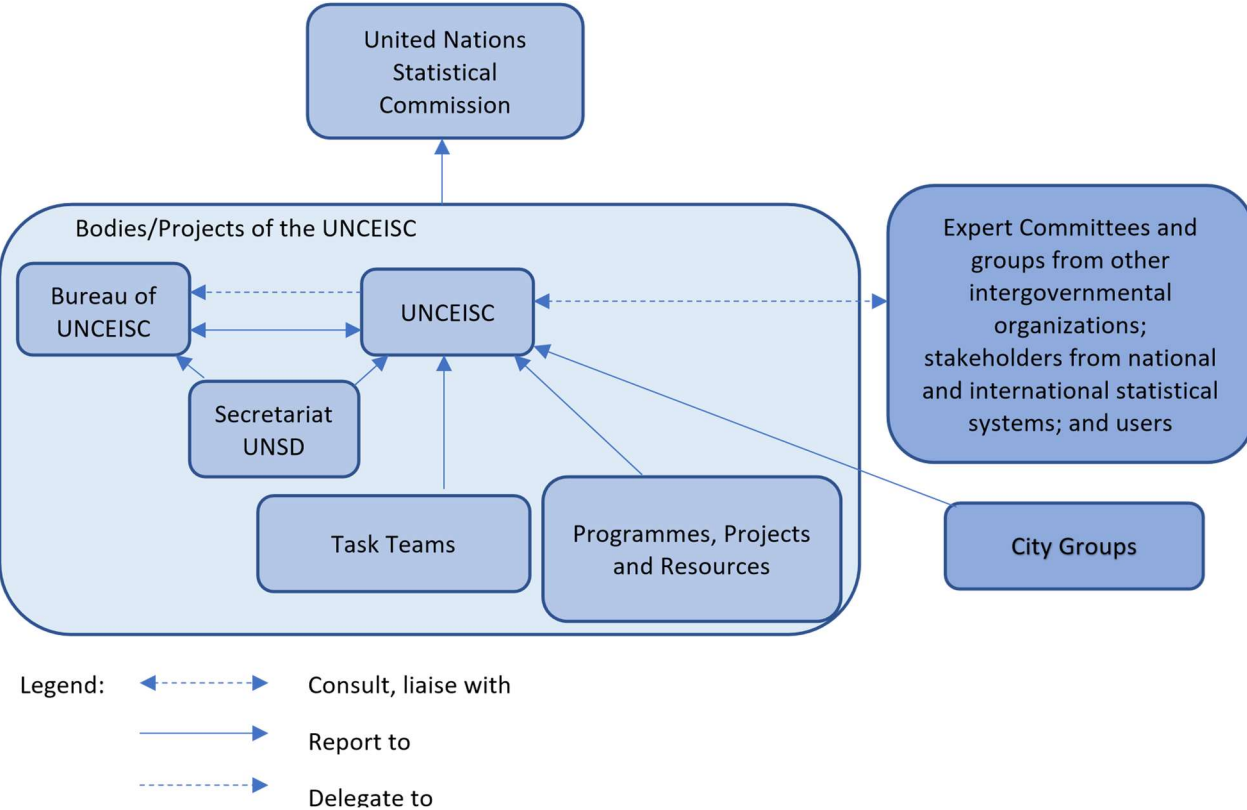 United Nations
Statistical
Commission
Bodies/Projects of the UNCEISC
Bureau of
UNCEISC
UNCEISC
Secretariat
UNSD
Task Teams
Programmes, Projects
and Resources
Expert Committees and
groups from other
intergovernmental
organizations;
stakeholders from national
and international statistical
systems; and users
City Groups
Legend:
Consult, liaise with
Report to
Delegate to